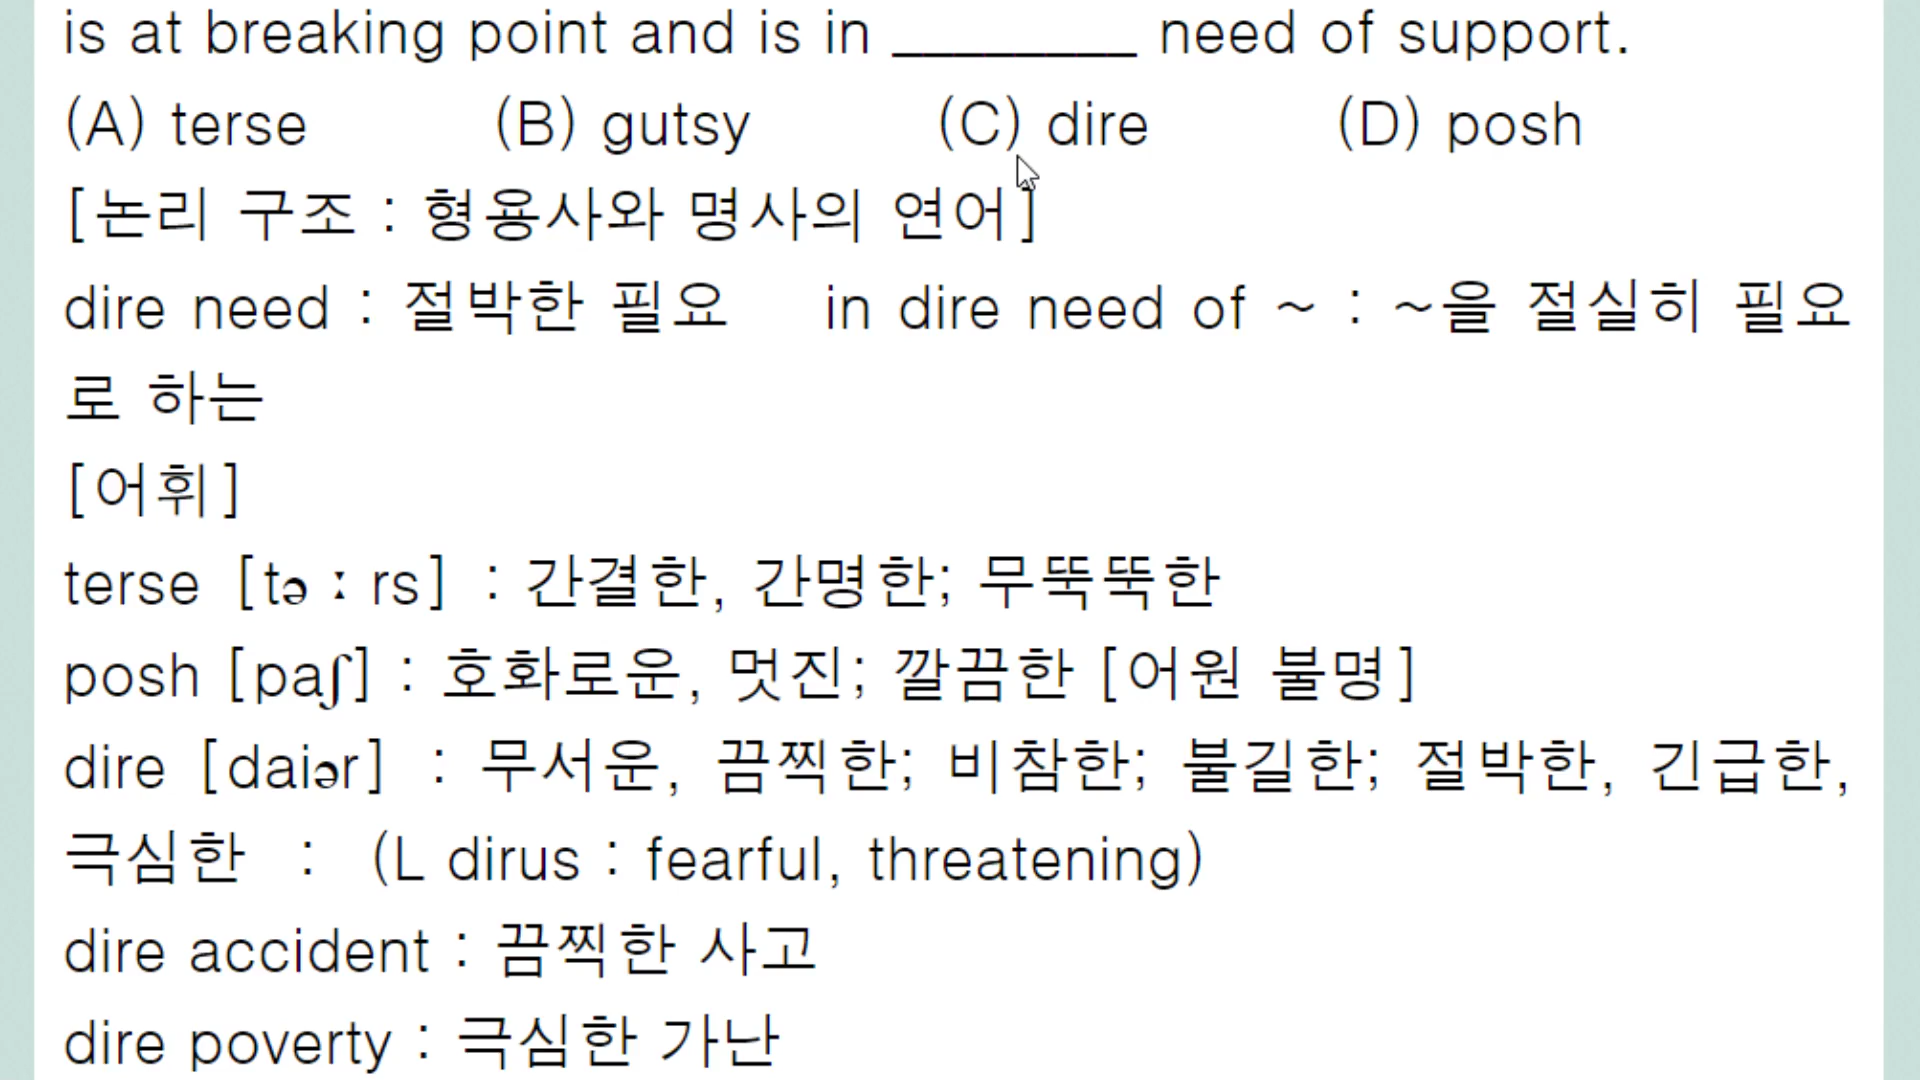 is at breaking point and is in ________ need of support.
(A) terse (B) gutsy (C) dire (D) posh
[논리 구조 : 형용사와 명사의 연어]
dire need : 절박한 필요 in dire need of ~ : ~을 절실히 필요
로 하는
[어휘]
terse [təːrs] : 간결한, 간명한; 무뚝뚝한
posh [paʃ] : 호화로운, 멋진; 깔끔한 [어원 불명]
dire [daiər] : 무서운, 끔찍한; 비참한; 불길한; 절박한, 긴급한,
극심한 : (L dirus : fearful, threatening)
dire accident : 끔찍한 사고
dire poverty : 극심한 가난